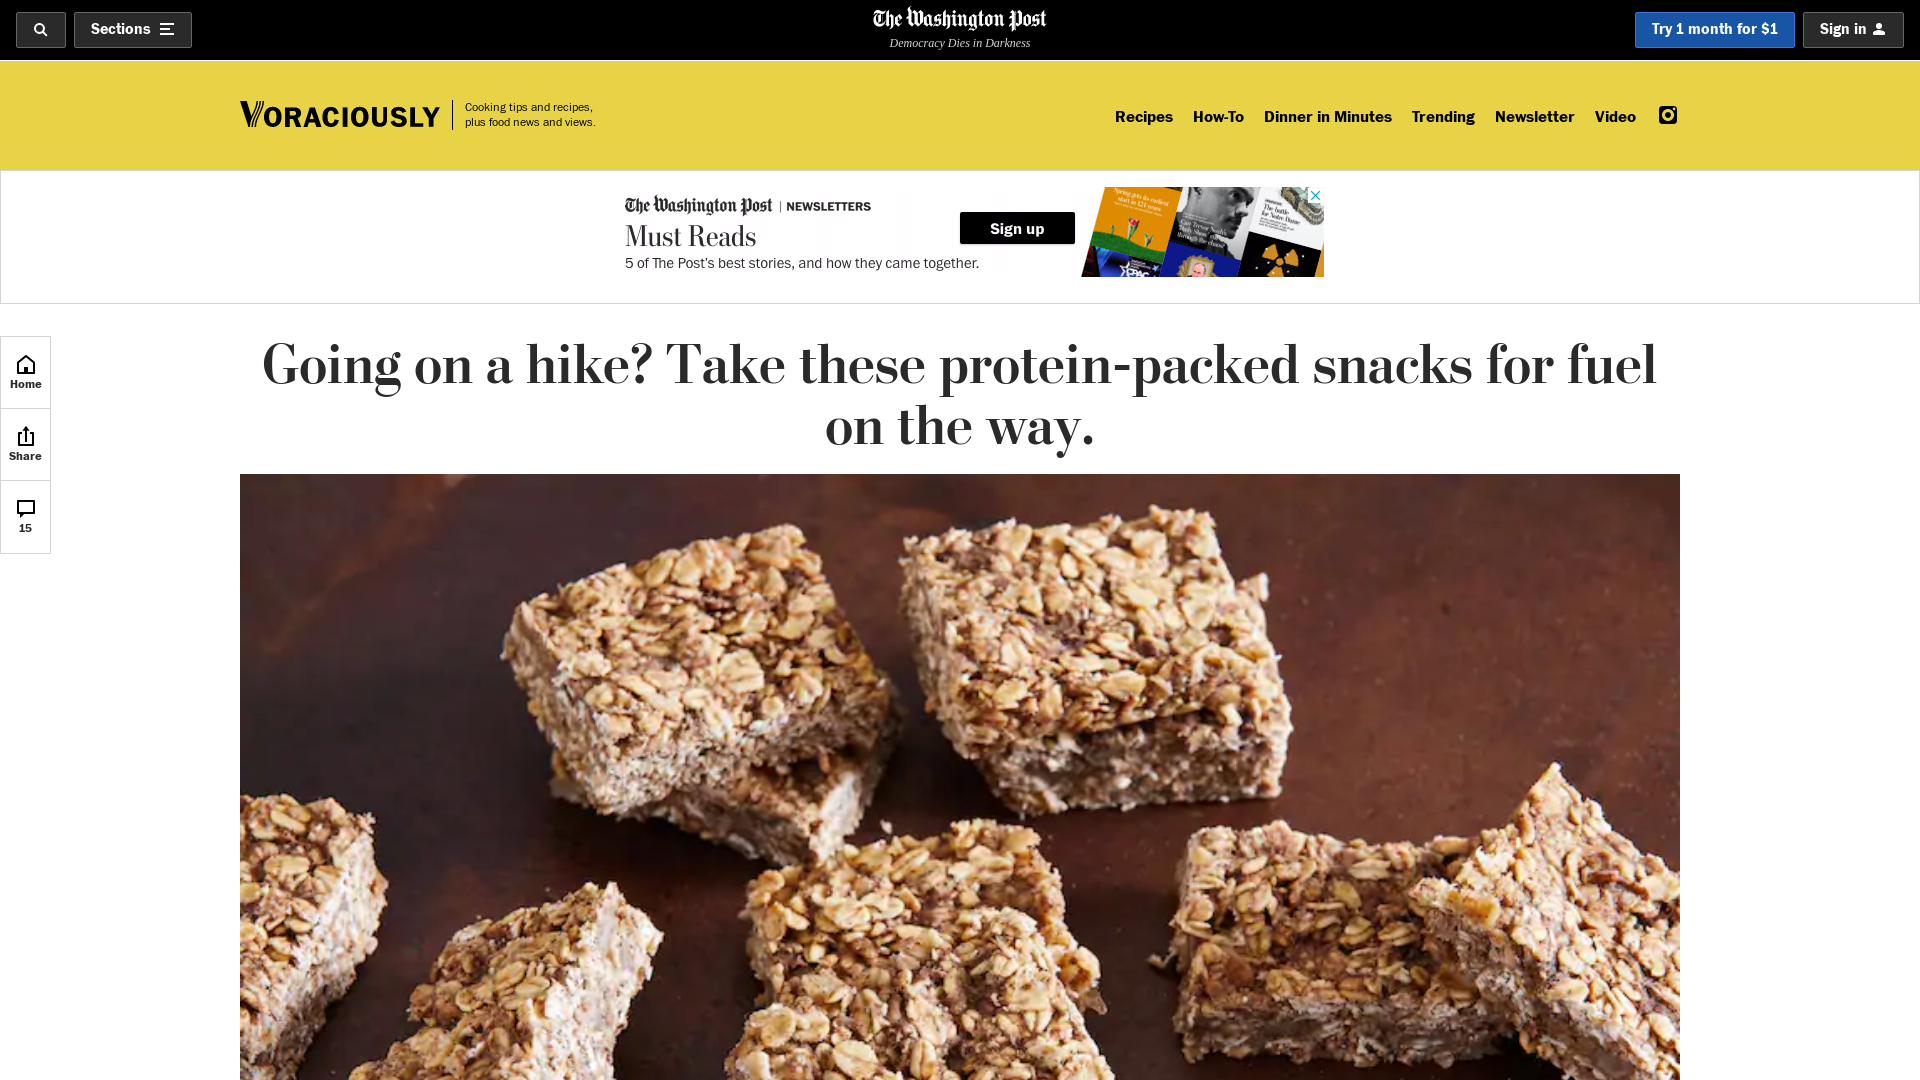 Sections
The Washington Post
Democracy Dies in Darkness
Try 1 month for $1
Sign in
VORACIOUSLY
Cooking tips and recipes,
plus food news and views.
Recipes
How-To
Dinner in Minutes
Trending
Newsletter
Video
The Washington Post | NEWSLETTERS
Must Reads
5 of The Post's best stories, and how they came together.
Sign up
Home
Share
15
Going on a hike? Take these protein-packed snacks for fuel
on the way.